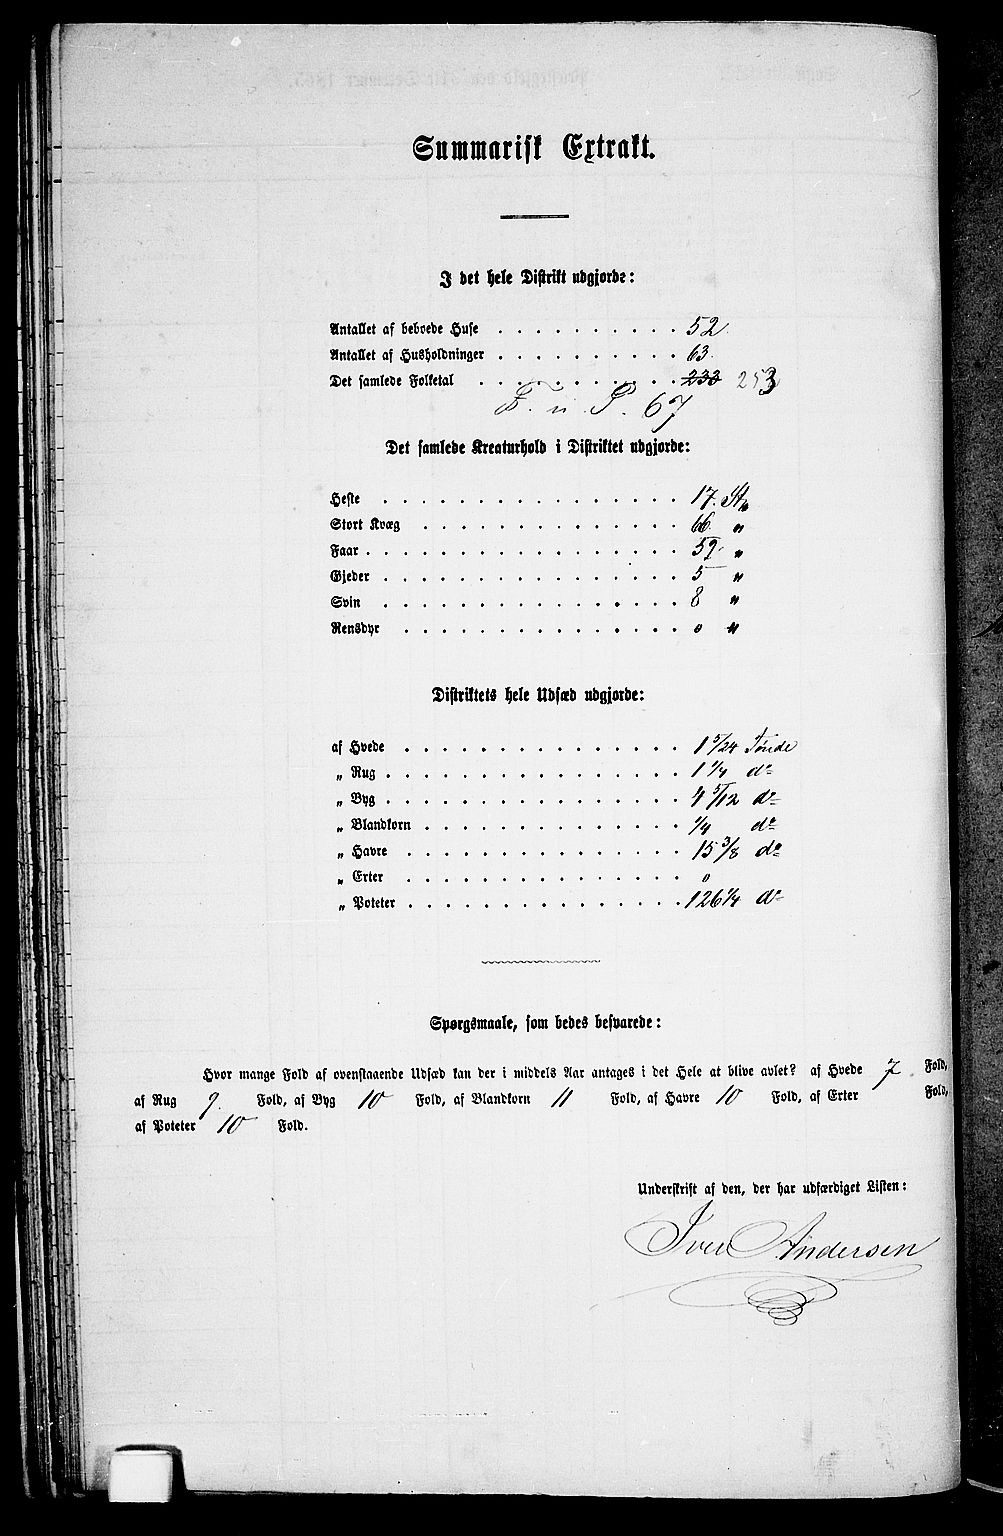 Summarisk Extrakt.
I det hele Distrikt udgjorde:
Antallet af beboede Huse . . . . . . . . . . 52.
Antallet af Husholdninger . . . . . . . . . . 63.
Det samlede Folketal . . . . . . . . . . . 233 253
F. u. P. 67
Det samlede Kreaturhold i Distriktet udgjorde:
Heste . . . . . . . . . . . . . . . . 17. St.
Stort Kvæg . . . . . . . . . . . . . . 66. "
Faar . . . . . . . . . . . . . . . . . 59. "
Gjeder . . . . . . . . . . . . . . . . 5 "
Svin . . . . . . . . . . . . . . . . 8 "
Rensdyr . . . . . . . . . . . . . . . 0 "
Distriktets hele Udsæd udgjorde:
af Hvede . . . . . . . . . . . . . . . 1 5/24 Tønde
„ Rug . . . . . . . . . . . . . . . . 1 1/4 do
„ Byg . . . . . . . . . . . . . . . . 4 5/12 do
„ Blandkorn . . . . . . . . . . . . . . 1/4 do
„ Havre . . . . . . . . . . . . . . . 15 3/8 do
„ Erter . . . . . . . . . . . . . . . 0
„ Poteter . . . . . . . . . . . . . . . 126 1/4 do
Spørgsmaale, som bedes besvarede:
Hvor mange Fold af ovenstaaende Udsæd kan der i middels Aar antages i det Hele at blive avlet? af Hvede 7. Fold,
af Rug 9. Fold, af Byg 10 Fold, af Blandkorn 11 Fold, af Havre 10 Fold, af Erter Fold,
af Poteter 10 Fold.
Underskrift af den, der har udfærdiget Listen:
Iver Andersen